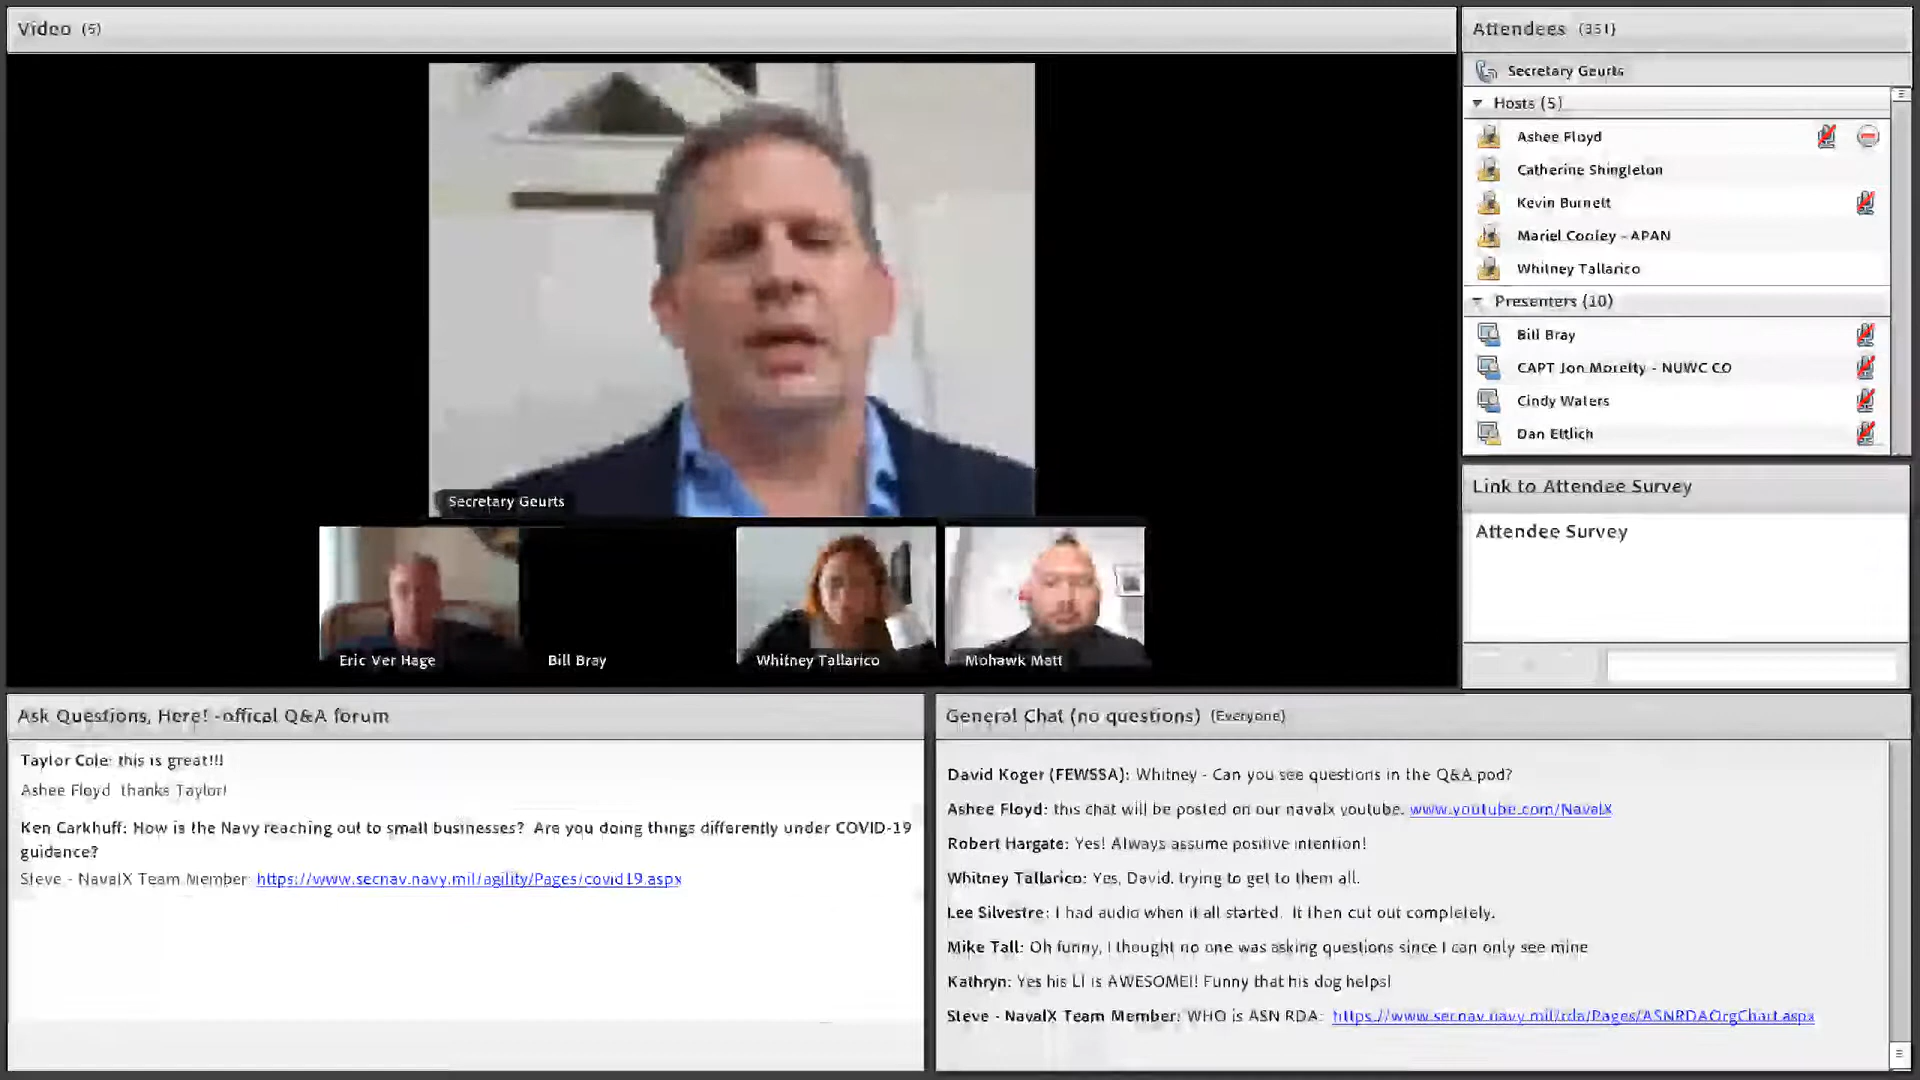 Video (5)
Secretary Geurts
Eric Ver Hage
Bill Bray
Whitney Tallarico
Mohawk Matt
Attendees (351)
Secretary Geurts
Hosts (5)
Ashee Floyd
Catherine Shingleton
Kevin Burnett
Mariel Cooley - APAN
Whitney Tallarico
Presenters (10)
Bill Bray
CAPT Jon Moretty - NUWC CO
Cindy Waters
Dan Ettlich
Link to Attendee Survey
Attendee Survey
Ask Questions, Here! -offical Q&A forum
Taylor Cole: this is great!!!
Ashee Floyd: thanks Taylor!
Ken Carkhuff: How is the Navy reaching out to small businesses? Are you doing things differently under COVID-19
guidance?
Steve - NavalX Team Member: https://www.secnav.navy.mil/agility/Pages/covid19.aspx
General Chat (no questions) (Everyone)
David Koger (FEWSSA): Whitney - Can you see questions in the Q&A pod?
Ashee Floyd: this chat will be posted on our navalx youtube. www.youtube.com/NavalX
Robert Hargate: Yes! Always assume positive intention!
Whitney Tallarico: Yes, David, trying to get to them all.
Lee Silvestre: I had audio when it all started. It then cut out completely.
Mike Tall: Oh funny, I thought no one was asking questions since I can only see mine
Kathryn: Yes his LI is AWESOME!! Funny that his dog helps!
Steve - NavalX Team Member: WHO is ASN RDA: https://www.secnav.navy.mil/rda/Pages/ASNRDAOrgChart.aspx